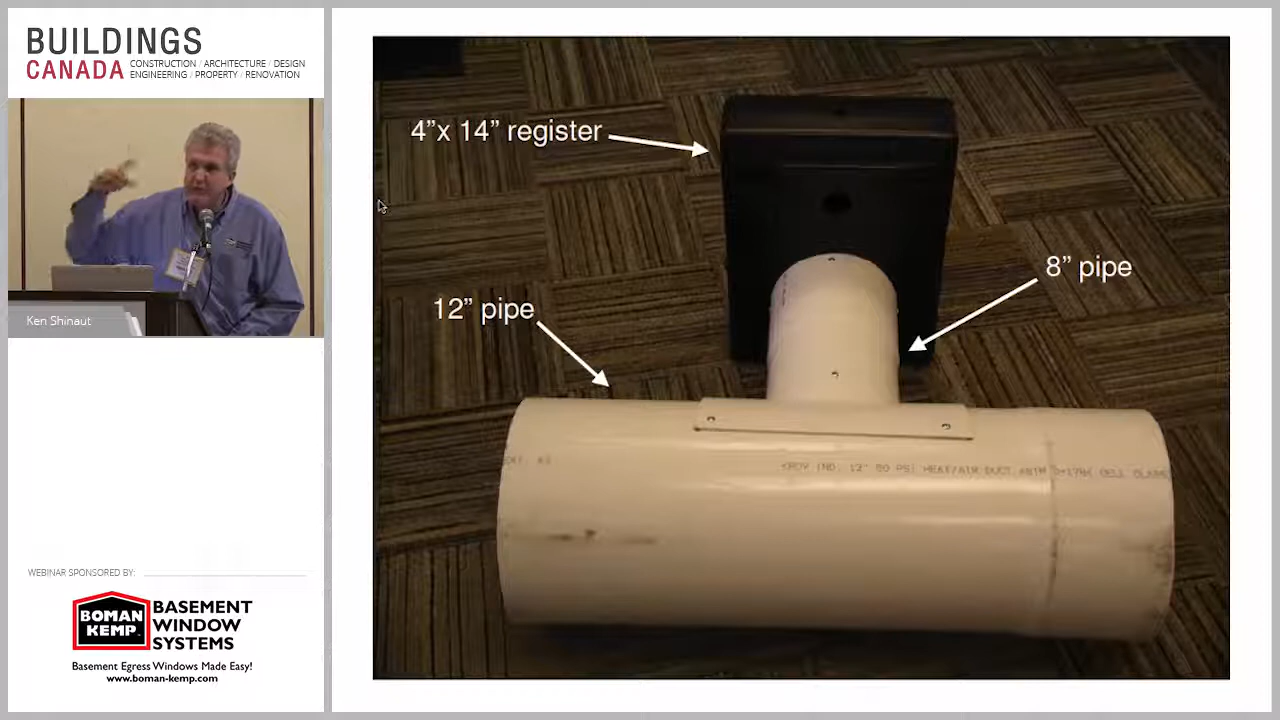 BUILDINGS
CANADA
CONSTRUCTION / ARCHITECTURE / DESIGN
ENGINEERING / PROPERTY / RENOVATION
Ken Shinaut
WEBINAR SPONSORED BY:
BOMAN
KEMP
BASEMENT
WINDOW
SYSTEMS
Basement Egress Windows Made Easy!
www.boman-kemp.com
4”x 14” register
8” pipe
12” pipe
IND. 12" 80 PSI HEAT/AIR DUCT ASTM